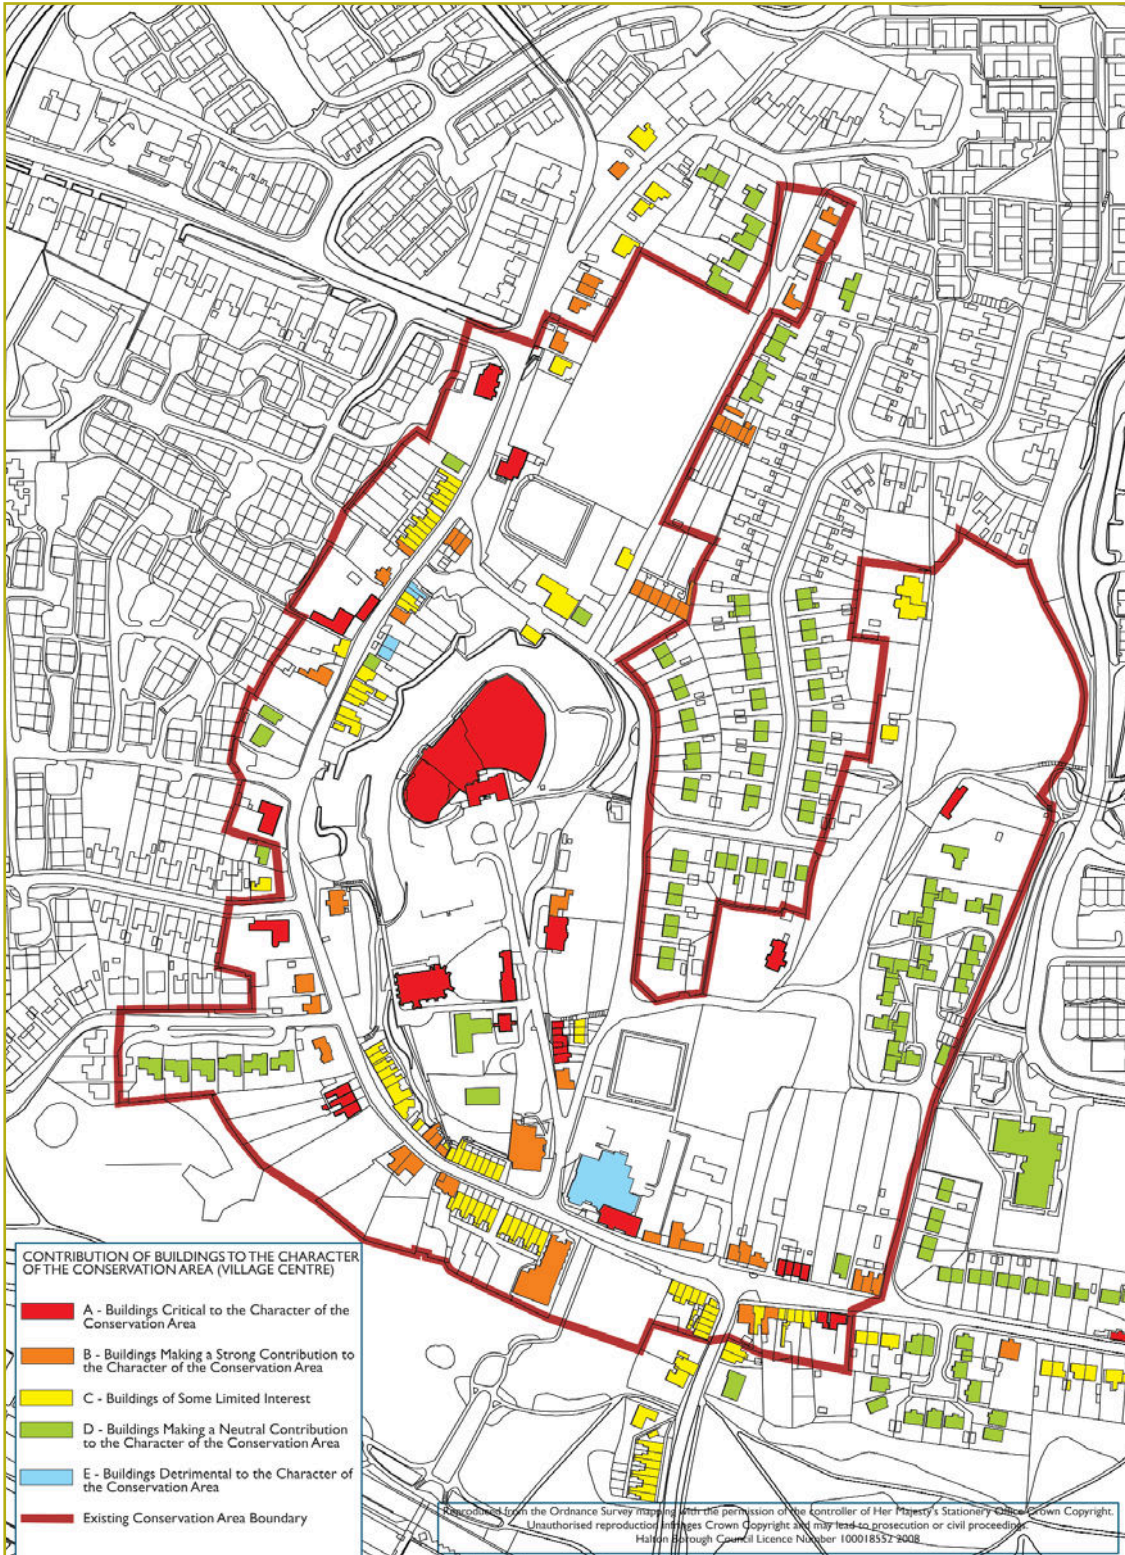 CONTRIBUTION OF BUILDINGS TO THE CHARACTER
OF THE CONSERVATION AREA (VILLAGE CENTRE)
A - Buildings Critical to the Character of the
Conservation Area
B - Buildings Making a Strong Contribution to
the Character of the Conservation Area
C - Buildings of Some Limited Interest
D - Buildings Making a Neutral Contribution
to the Character of the Conservation Area
E - Buildings Detrimental to the Character of
the Conservation Area
Existing Conservation Area Boundary
Reproduced from the Ordnance Survey mapping with the permission of the controller of Her Majesty's Stationery Office Crown Copyright.
Unauthorised reproduction infringes Crown Copyright and may lead to prosecution or civil proceedings.
Halton Borough Council Licence Number 100018552 2008